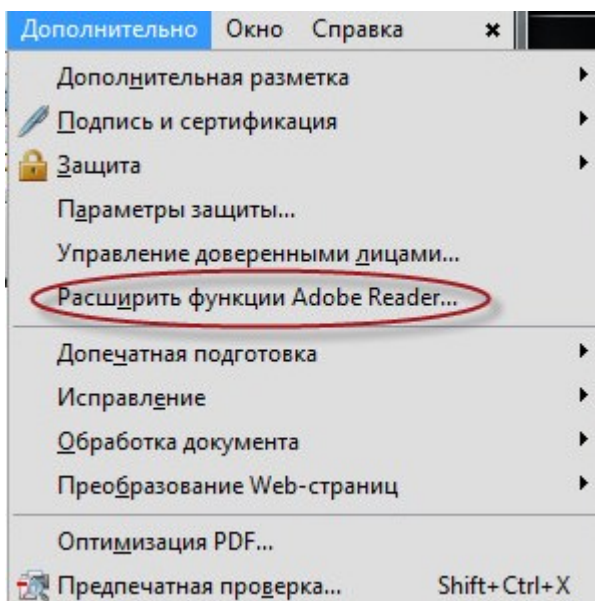 Дополнительно Окно Справка
Дополнительная разметка
Подпись и сертификация
Защита
Параметры защиты...
Управление доверенными лицами...
Расширить функции Adobe Reader...
Допечатная подготовка
Исправление
Обработка документа
Преобразование Web-страниц
Оптимизация PDF...
Предпечатная проверка... Shift+Ctrl+X